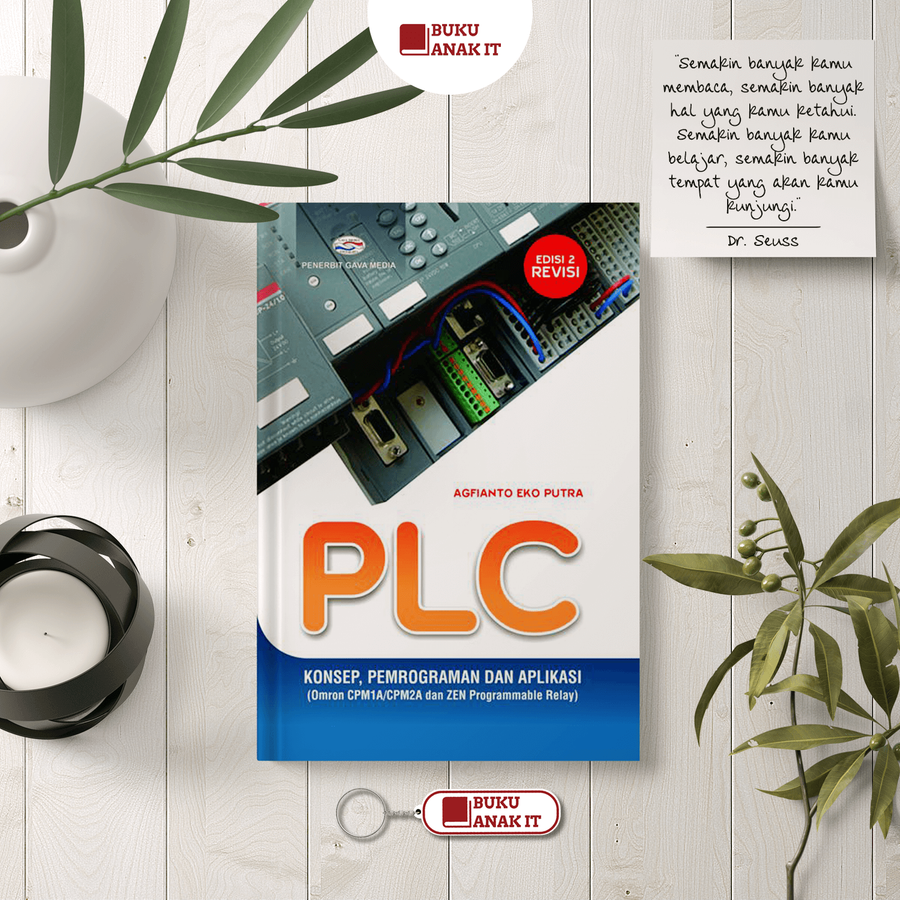 BUKU
ANAK IT
"Semakin banyak kamu
membaca, semakin banyak
hal yang kamu ketahui.
Semakin banyak kamu
belajar, semakin banyak
tempat yang akan kamu
kunjungi."
Dr. Seuss
PENERBIT GAVA MEDIA
EDISI 2
REVISI
AGFIANTO EKO PUTRA
PLC
KONSEP, PEMROGRAMAN DAN APLIKASI
(Omron CPM1A/CPM2A dan ZEN Programmable Relay)
BUKU
ANAK IT